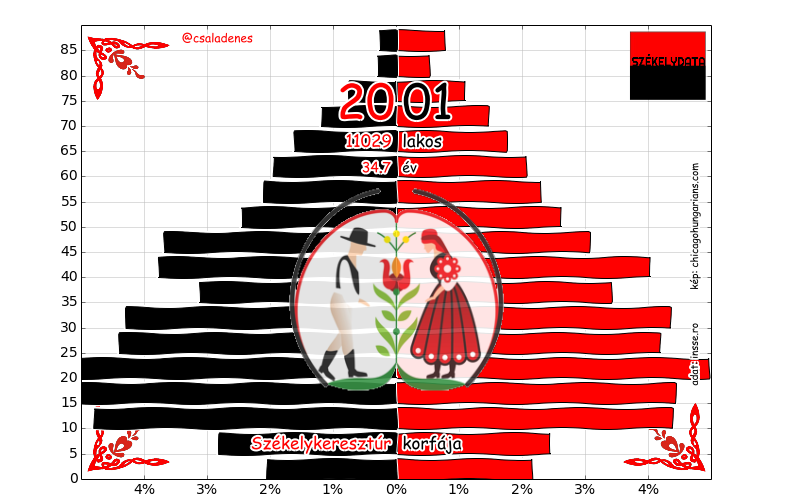 @csaladenes
SZÉKELYDATA
2001
11029 lakos
34.7 év
kép: chicagohungarians.com
adat: insse.ro
Székelykeresztúr korfája
85
80
75
70
65
60
55
50
45
40
35
30
25
20
15
10
5
0
4% 3% 2% 1% 0% 1% 2% 3% 4%